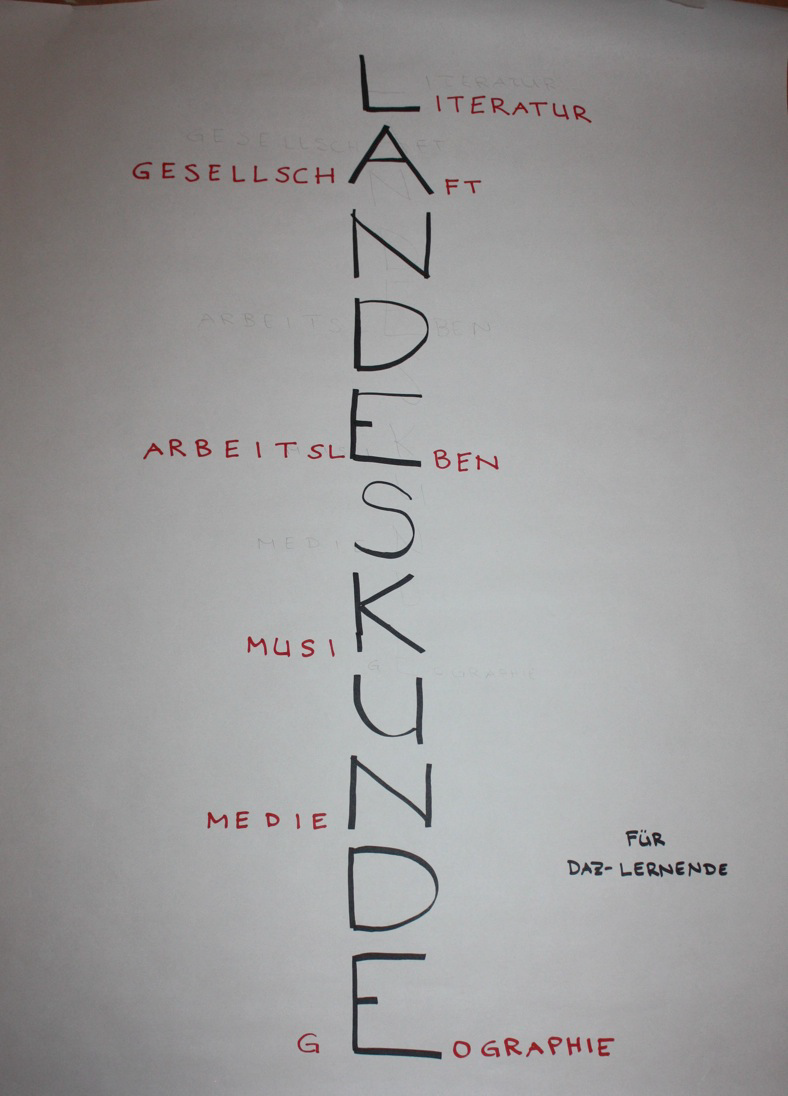 LITERATUR
GESELLSCHAFT
N
D
ARBEITSLEBEN
S
MUSIK
U
MEDIEN
D
GEOGRAPHIE
FÜR
DAZ-LERNENDE